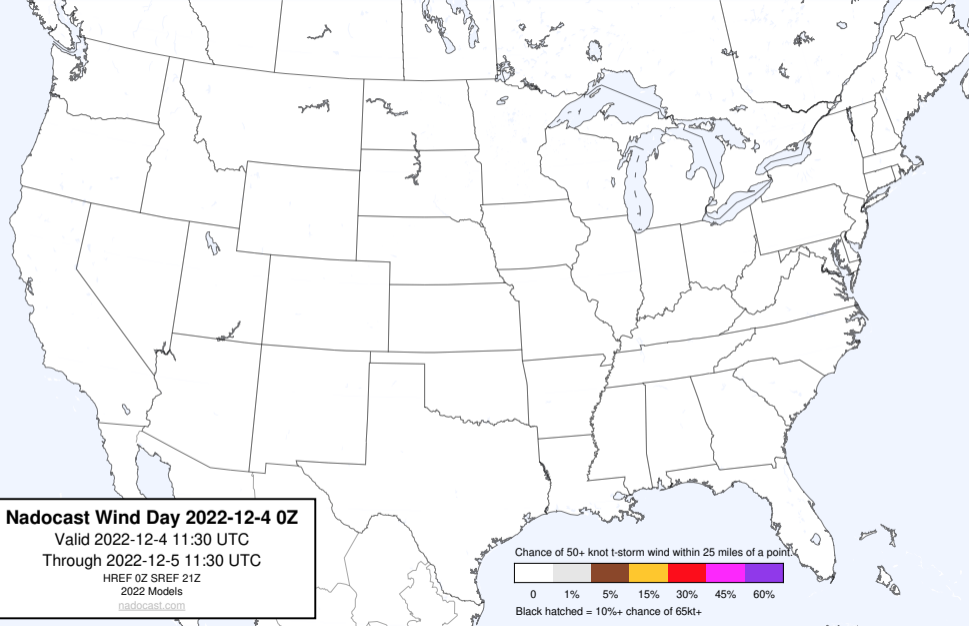 Nadocast Wind Day 2022-12-4 0Z
Valid 2022-12-4 11:30 UTC
Through 2022-12-5 11:30 UTC
HREF 0Z SREF 21Z
2022 Models
nadocast.com
Chance of 50+ knot t-storm wind within 25 miles of a point.
0 1% 5% 15% 30% 45% 60%
Black hatched = 10%+ chance of 65kt+